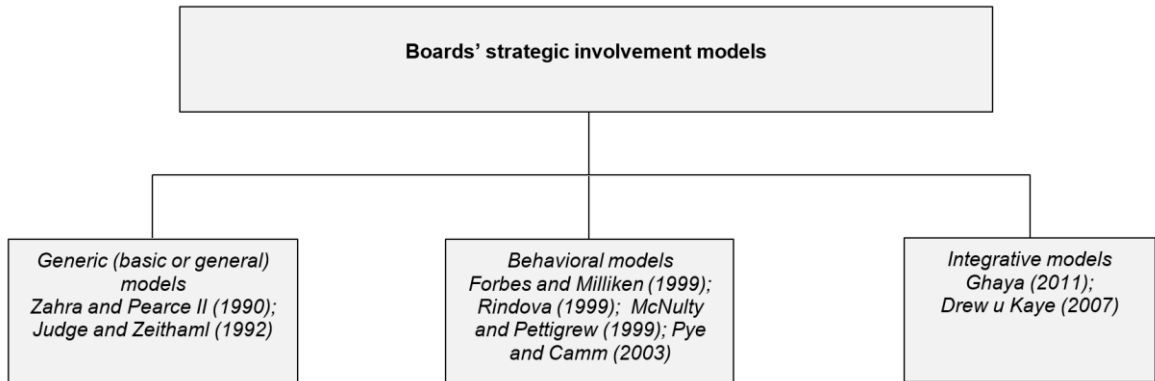 Boards’ strategic involvement models
Generic (basic or general)
models
Zahra and Pearce II (1990);
Judge and Zeithaml (1992)
Behavioral models
Forbes and Milliken (1999);
Rindova (1999);  McNulty
and Pettigrew (1999); Pye
and Camm (2003)
Integrative models
Ghaya (2011);
Drew u Kaye (2007)